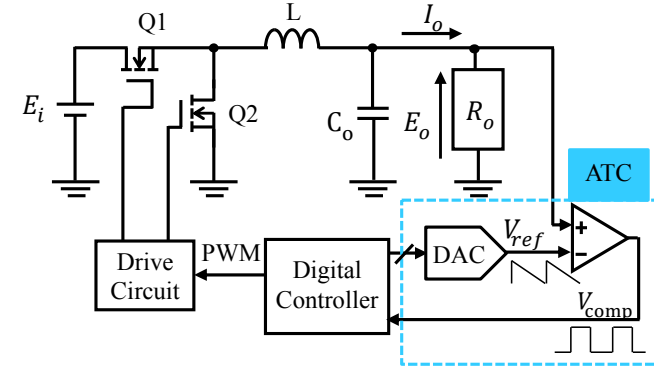 Q1
L
I_o
E_i
Q2
C_o
E_o
R_o
ATC
+
−
V_ref
DAC
PWM
Drive
Circuit
Digital
Controller
V_comp